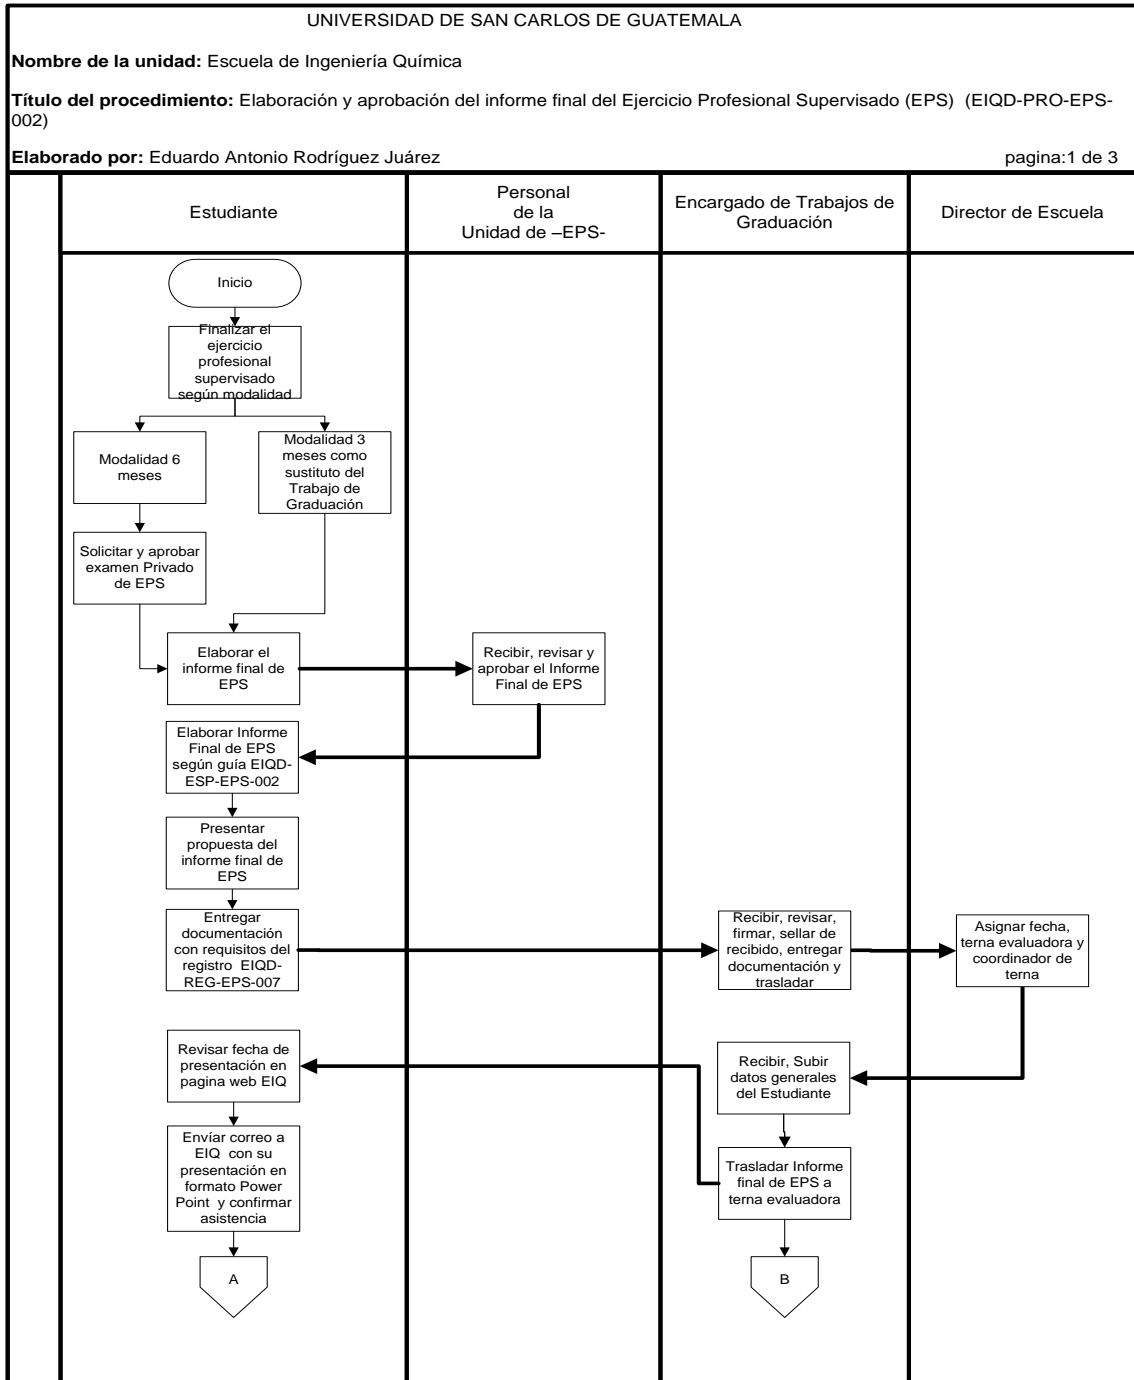 UNIVERSIDAD DE SAN CARLOS DE GUATEMALA
Nombre de la unidad: Escuela de Ingeniería Química
Título del procedimiento: Elaboración y aprobación del informe final del Ejercicio Profesional Supervisado (EPS)  (EIQD-PRO-EPS-
002)
Elaborado por: Eduardo Antonio Rodríguez Juárez
pagina:1 de 3
Estudiante
Personal
de la
Unidad de –EPS-
Encargado de Trabajos de
Graduación
Director de Escuela
Inicio
Finalizar el
ejercicio
profesional
supervisado
según modalidad
Modalidad 6
meses
Modalidad 3
meses como
sustituto del
Trabajo de
Graduación
Solicitar y aprobar
examen Privado
de EPS
Elaborar el
informe final de
EPS
Recibir, revisar y
aprobar el Informe
Final de EPS
Elaborar Informe
Final de EPS
según guía EIQD-
ESP-EPS-002
Presentar
propuesta del
informe final de
EPS
Entregar
documentación
con requisitos del
registro  EIQD-
REG-EPS-007
Recibir, revisar,
firmar, sellar de
recibido, entregar
documentación y
trasladar
Asignar fecha,
terna evaluadora y
coordinador de
terna
Revisar fecha de
presentación en
pagina web EIQ
Recibir, Subir
datos generales
del Estudiante
Envíar correo a
EIQ  con su
presentación en
formato Power
Point  y confirmar
asistencia
Trasladar Informe
final de EPS a
terna evaluadora
A
B